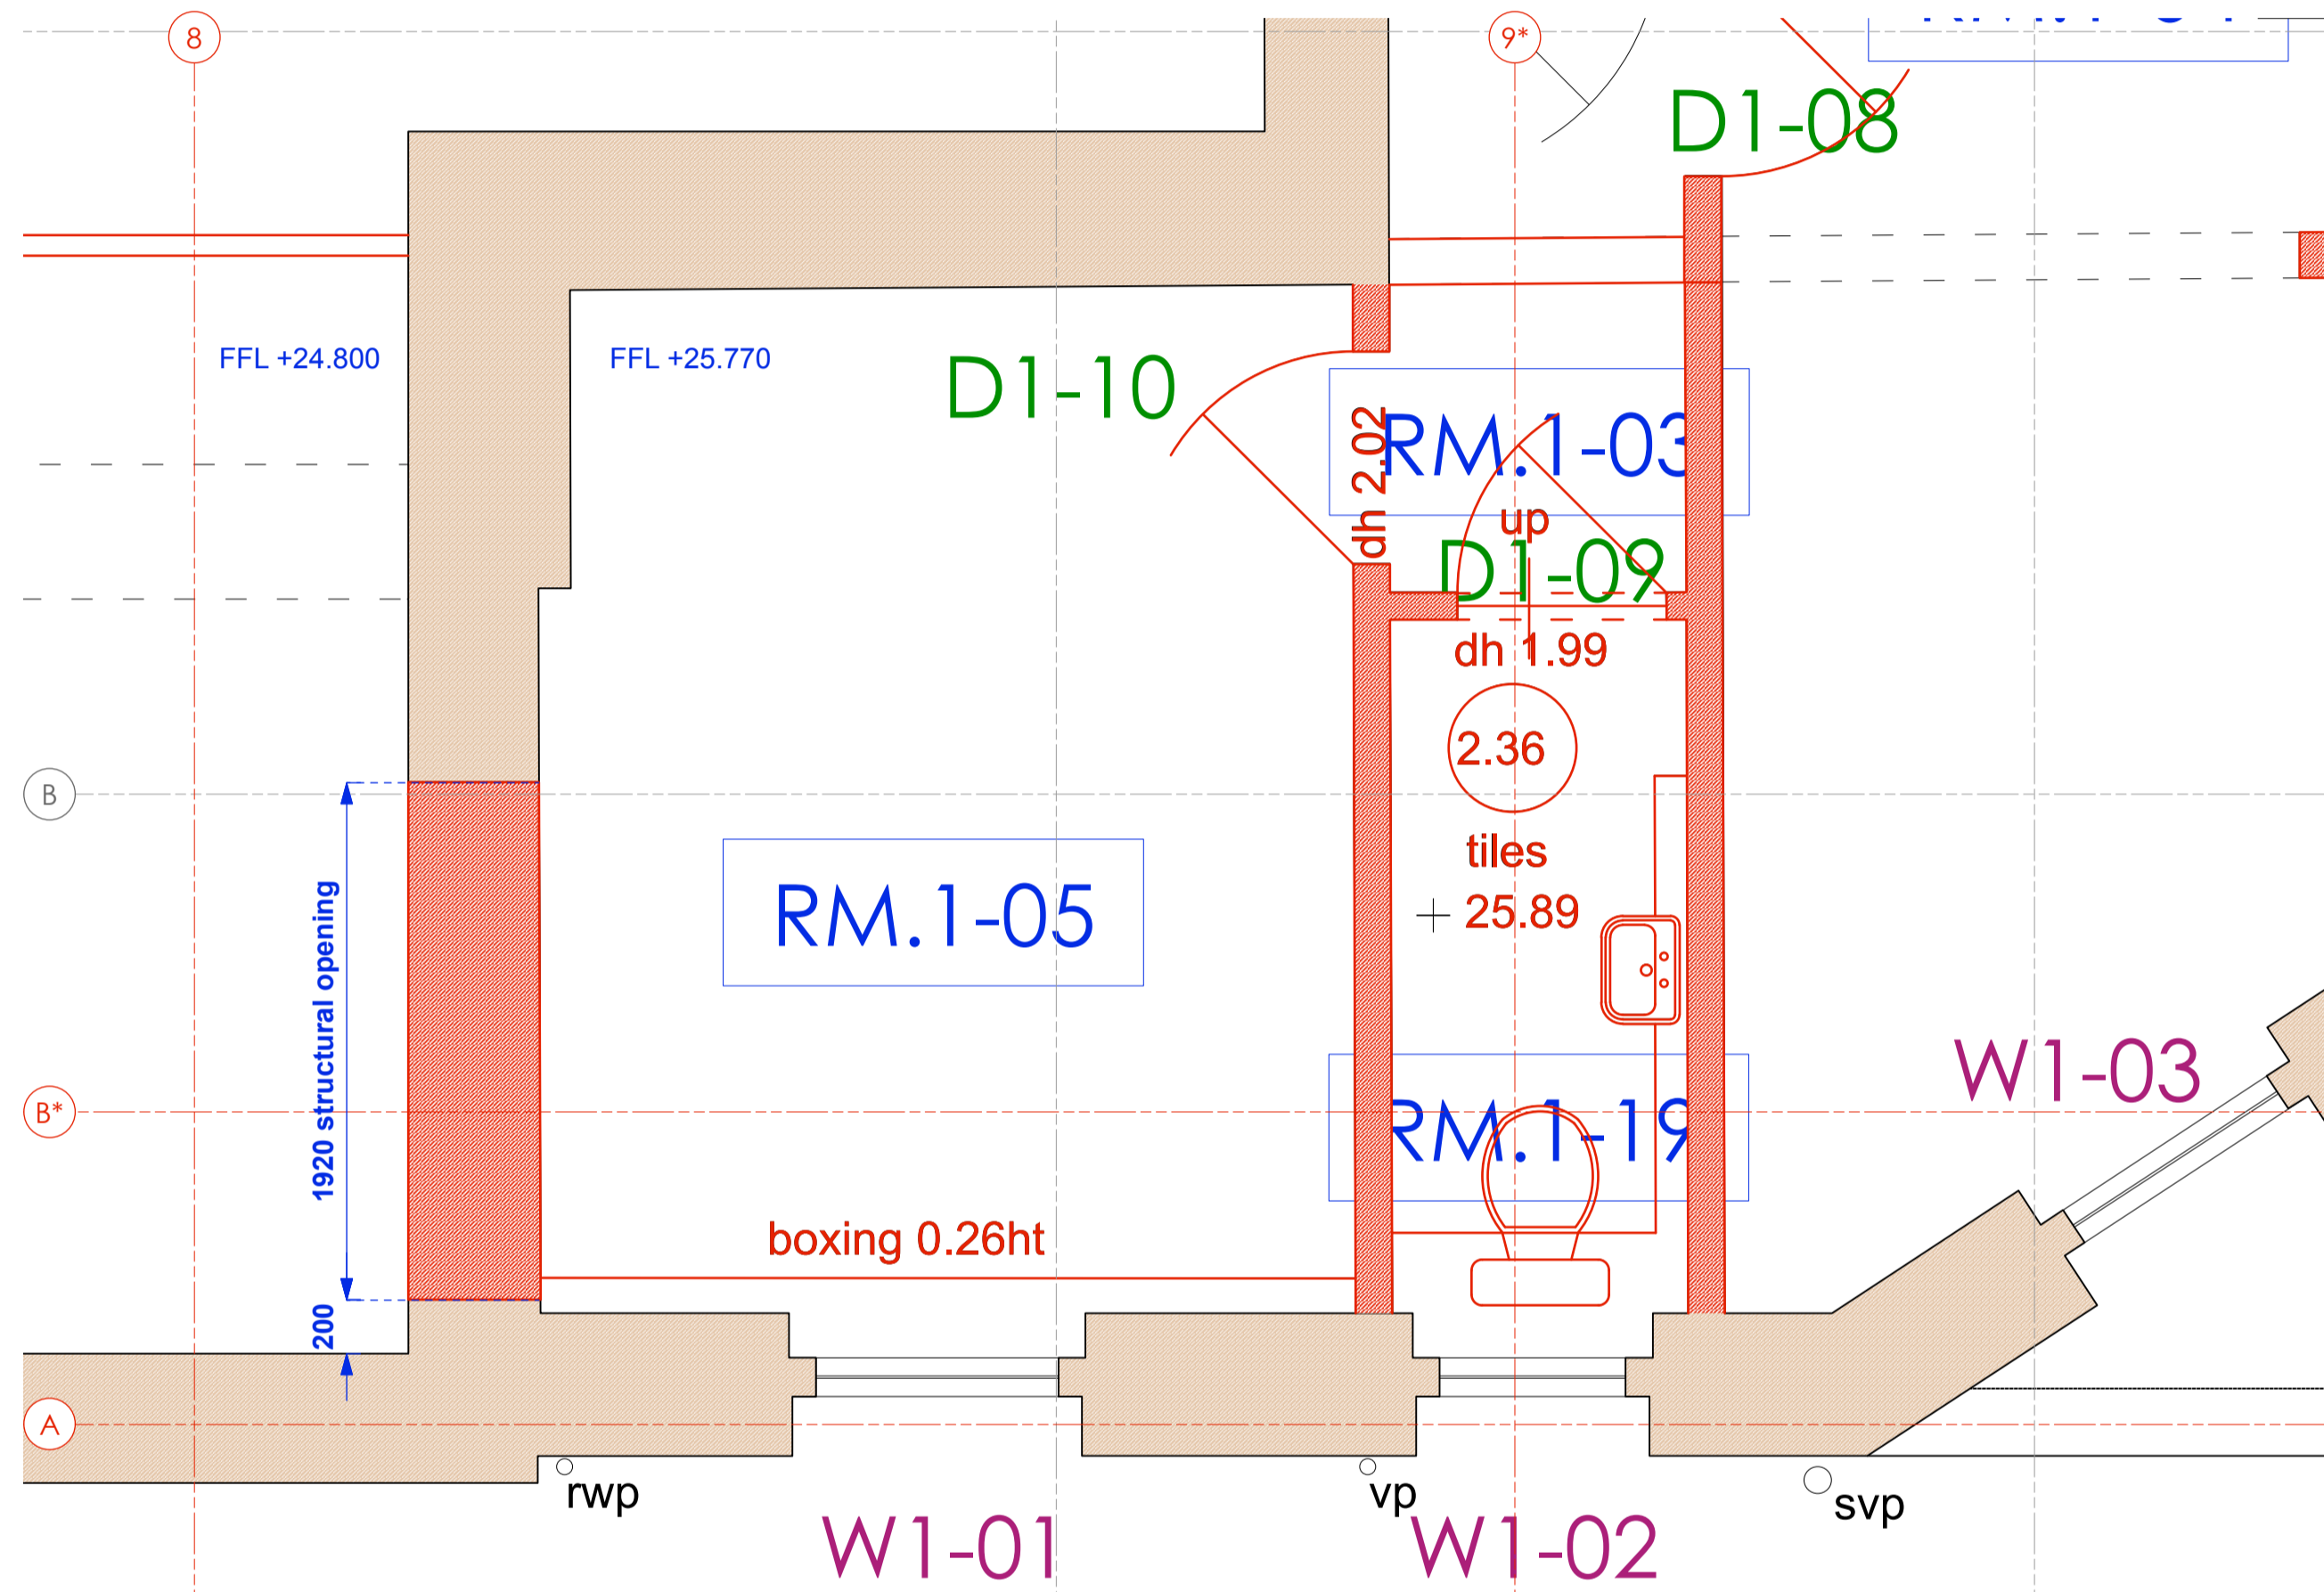 8
9*
D1-08
FFL +24.800
FFL +25.770
D1-10
dh 2.02
RM.1-03
up
D1-09
dh 1.99
2.36
B
tiles
RM.1-05
25.89
1920 structural opening
W1-03
B*
RM.1-19
boxing 0.26ht
200
A
rwp
vp
svp
W1-01
W1-02